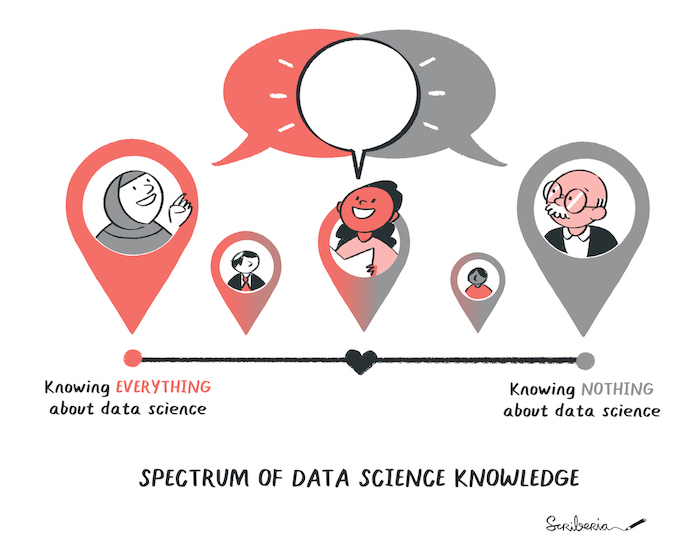 Knowing EVERYTHING
about data science
Knowing NOTHING
about data science
SPECTRUM OF DATA SCIENCE KNOWLEDGE
Scriberia